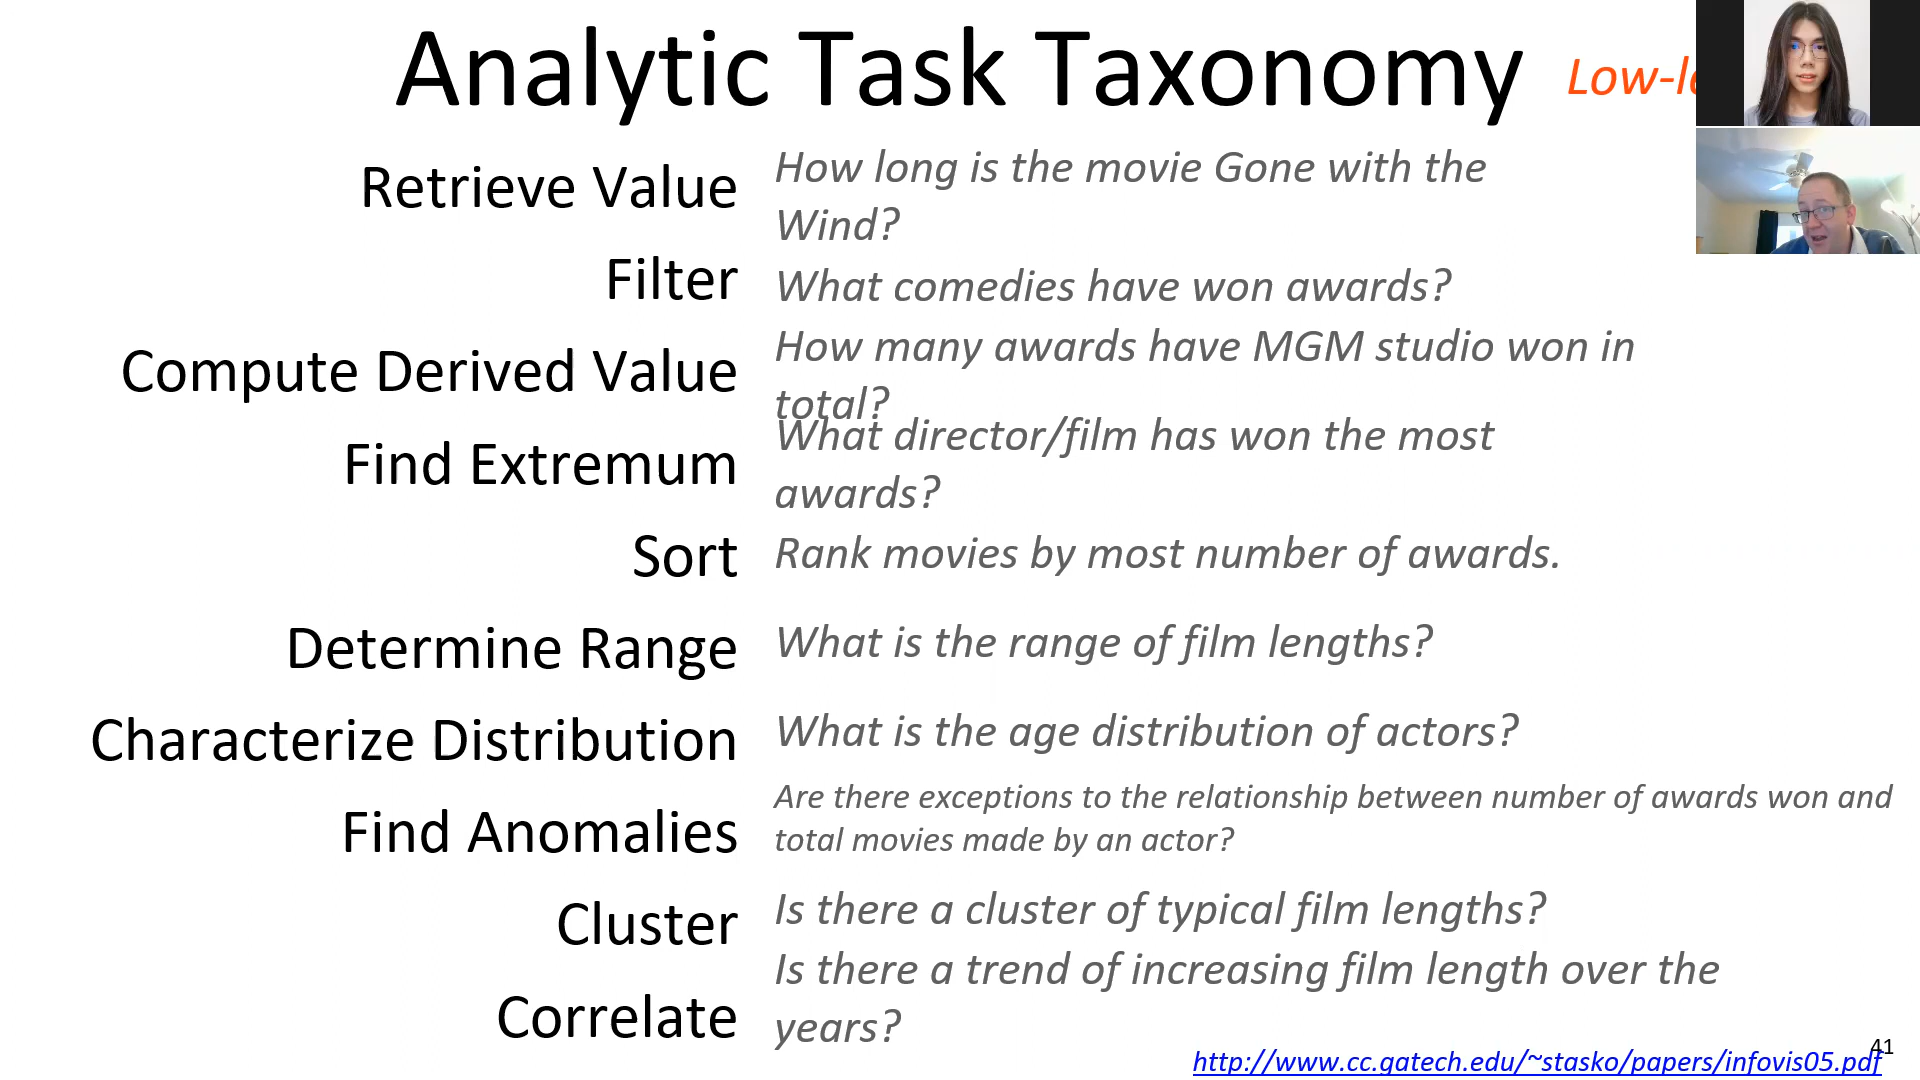 Analytic Task Taxonomy
Retrieve Value
How long is the movie Gone with the
Wind?
Filter
What comedies have won awards?
Compute Derived Value
How many awards have MGM studio won in
total?
Find Extremum
What director/film has won the most
awards?
Sort
Rank movies by most number of awards.
Determine Range
What is the range of film lengths?
Characterize Distribution
What is the age distribution of actors?
Find Anomalies
Are there exceptions to the relationship between number of awards won and
total movies made by an actor?
Cluster
Is there a cluster of typical film lengths?
Correlate
Is there a trend of increasing film length over the
years?
http://www.cc.gatech.edu/~stasko/papers/infovis05.pdf
41